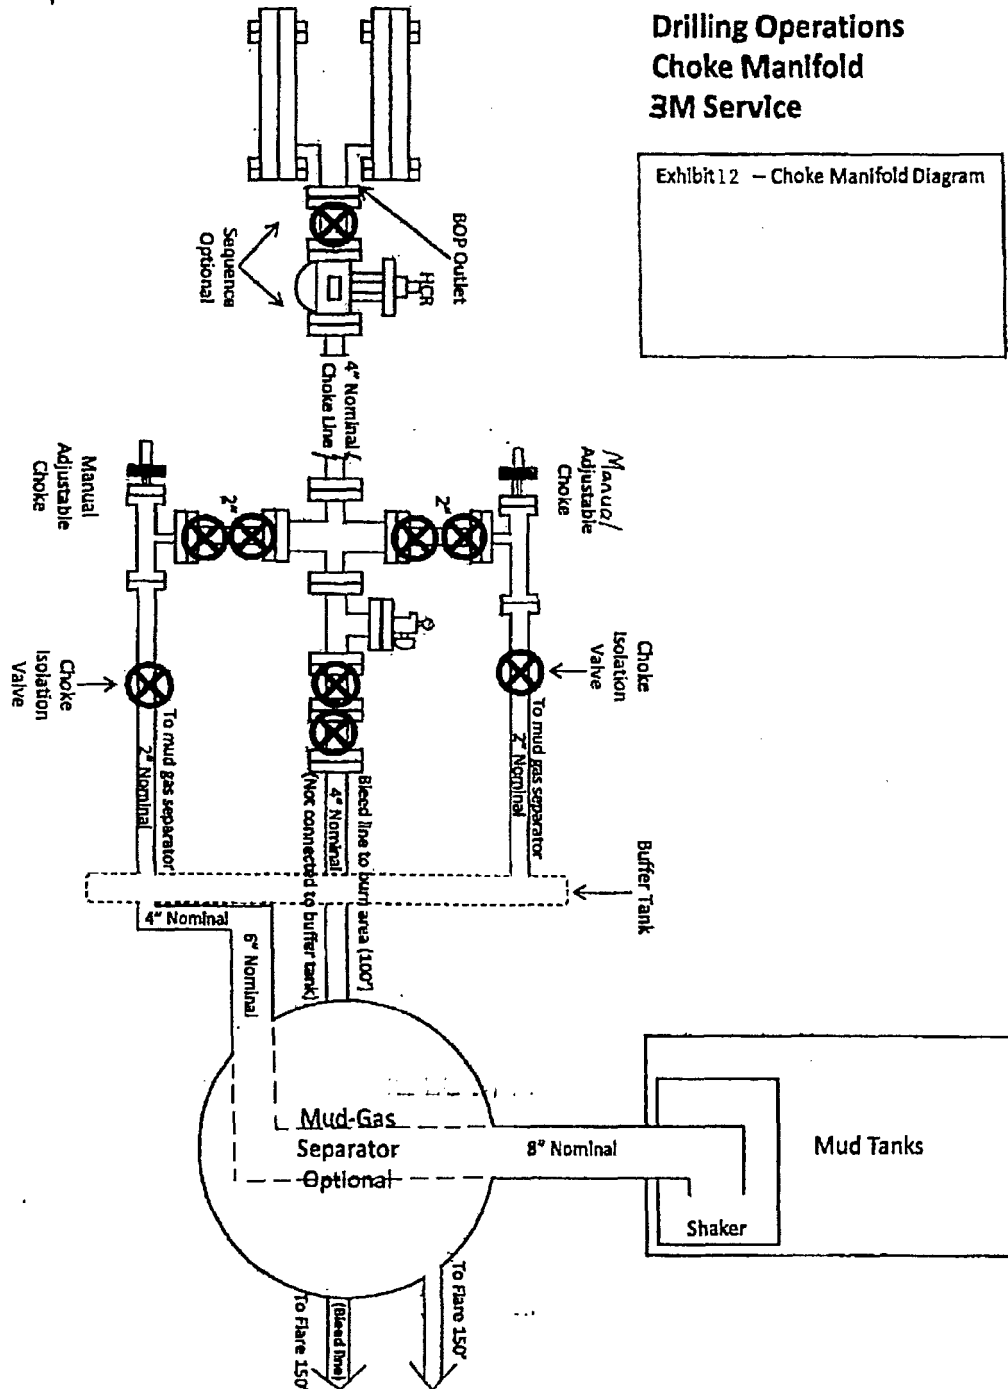 Drilling Operations
Choke Manifold
3M Service
Exhibit 12 – Choke Manifold Diagram
BOP Outlet
HCR
Sequence
Optional
4" Nominal
Choke Line
Manual
Adjustable
Choke
2"
2"
Manual
Adjustable
Choke
Choke
Isolation
Valve
Choke
Isolation
Valve
To mud gas separator
2" Nominal
Bleed line to burn area (100')
4" Nominal
(Not connected to buffer tank)
To mud gas separator
2" Nominal
Buffer Tank
4" Nominal
6" Nominal
Mud-Gas
Separator
Optional
8" Nominal
Mud Tanks
Shaker
To Flare 150'
(Bleed line)
To Flare 150'